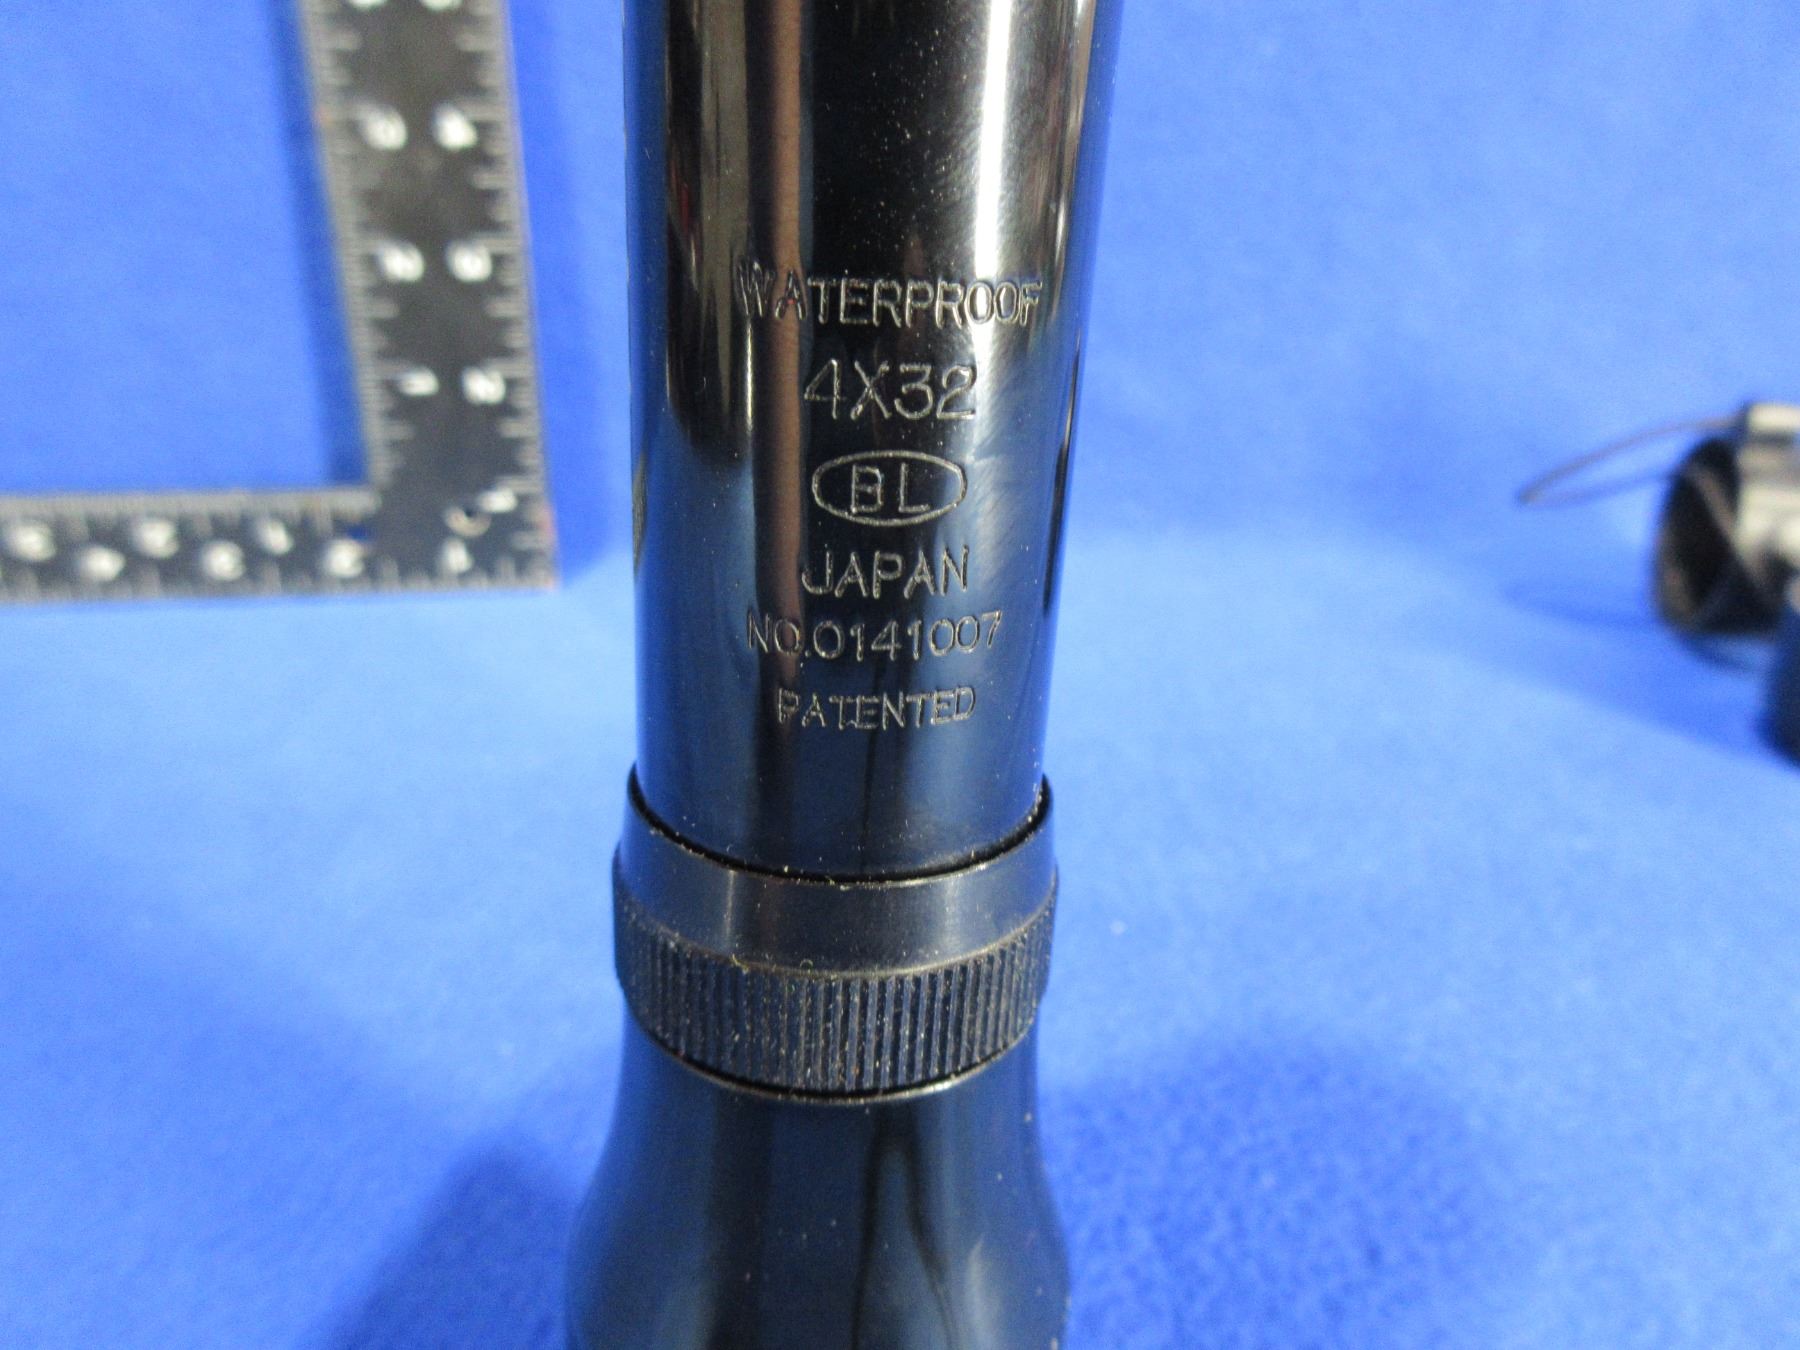 WATERPROOF
4X32
BL
JAPAN
NO.0141007
PATENTED